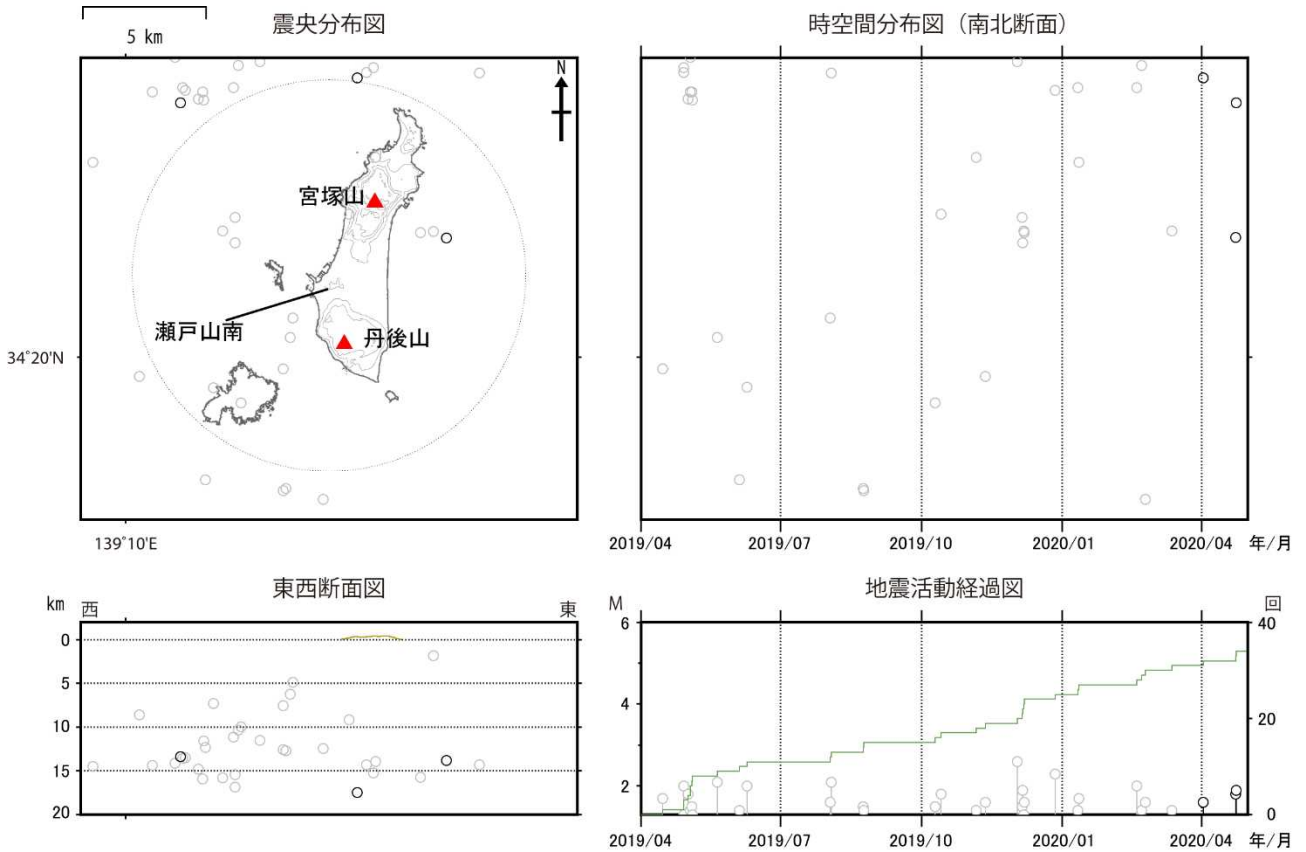 5 km
震央分布図
時空間分布図（南北断面）
N
宮塚山
瀬戸山南
丹後山
34°20'N
139°10'E
2019/04
2019/07
2019/10
2020/01
2020/04
年/月
東西断面図
km
西
東
0
5
10
15
20
地震活動経過図
M
回
6
4
2
40
20
0
2019/04
2019/07
2019/10
2020/01
2020/04
年/月